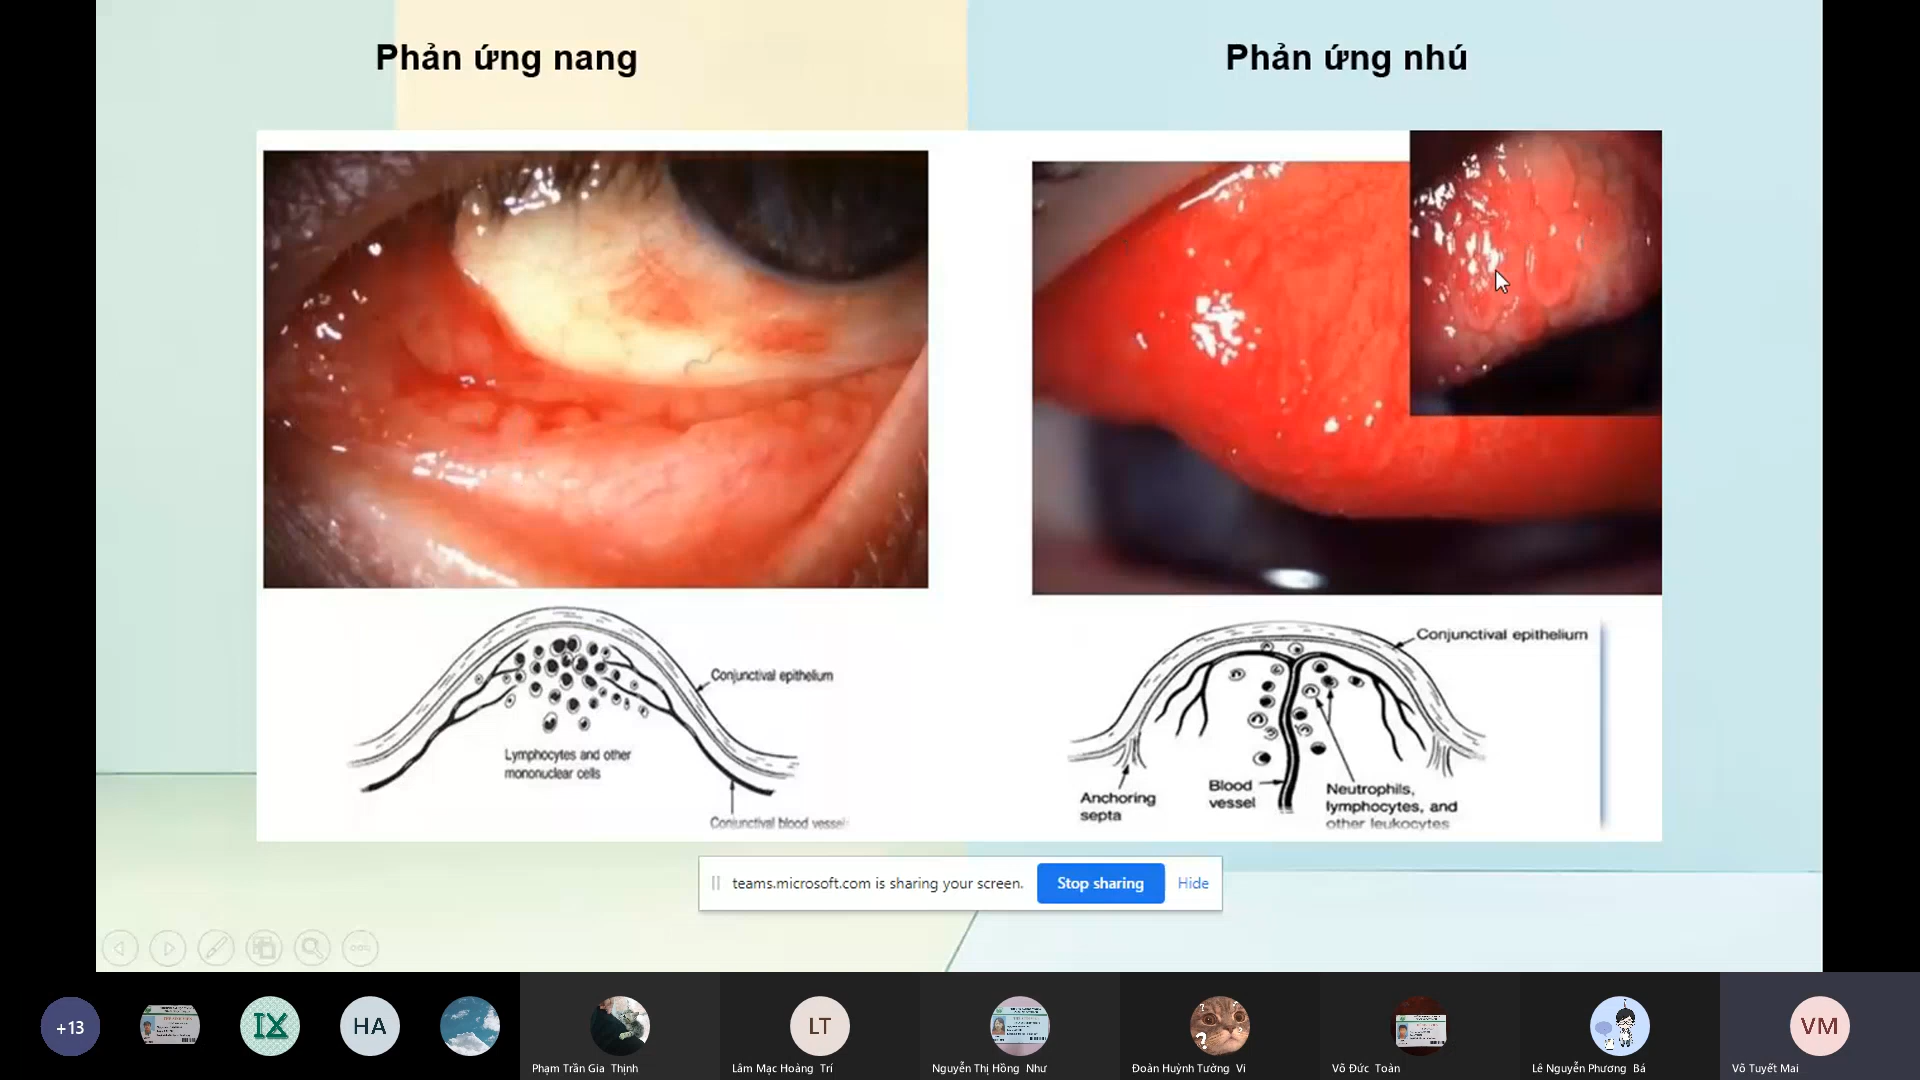 Phản ứng nang
Phản ứng nhú
Conjunctival epithelium
Lymphocytes and other
mononuclear cells
Conjunctival blood vessels
Conjunctival epithelium
Anchoring
septa
Blood
vessel
Neutrophils,
lymphocytes, and
other leukocytes
teams.microsoft.com is sharing your screen.
Stop sharing
Hide
+13
IX
HA
LT
VM
Phạm Trần Gia Thịnh
Lâm Mạc Hoàng Trí
Nguyễn Thị Hồng Như
Đoàn Huỳnh Tường Vi
Võ Đức Toàn
Lê Nguyễn Phương Bá
Võ Tuyết Mai